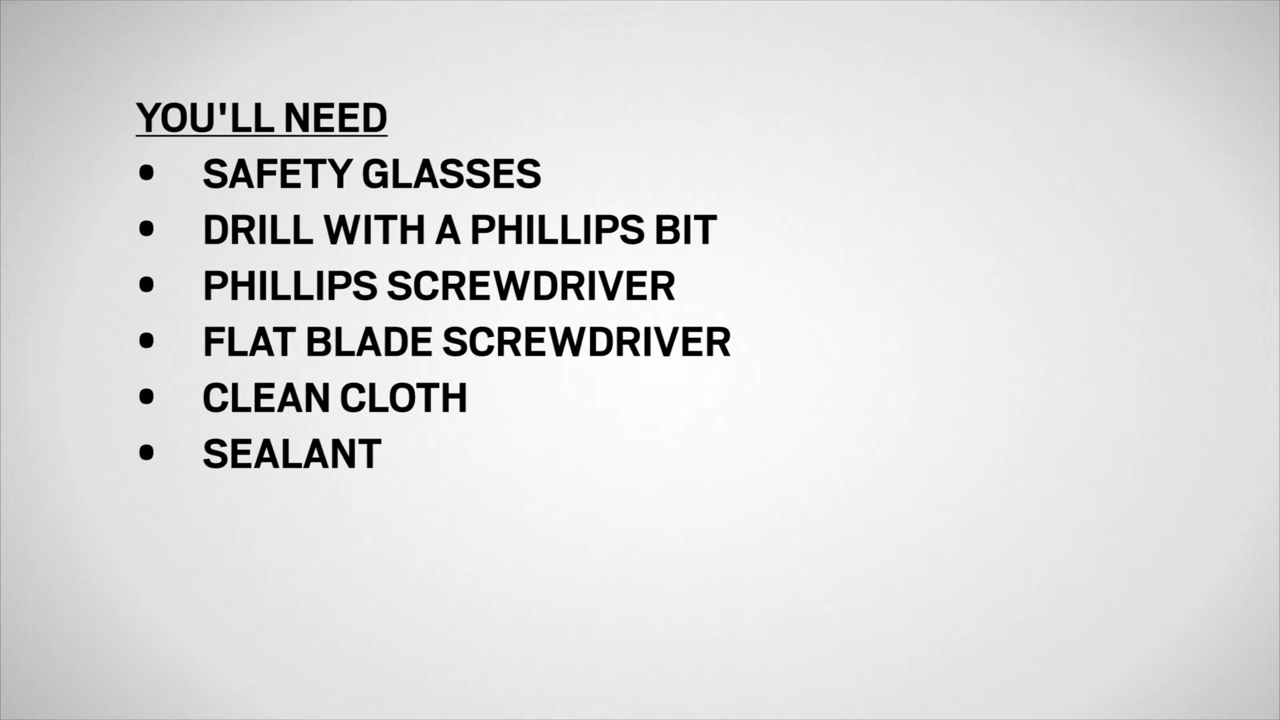 YOU'LL NEED
• SAFETY GLASSES
• DRILL WITH A PHILLIPS BIT
• PHILLIPS SCREWDRIVER
• FLAT BLADE SCREWDRIVER
• CLEAN CLOTH
• SEALANT